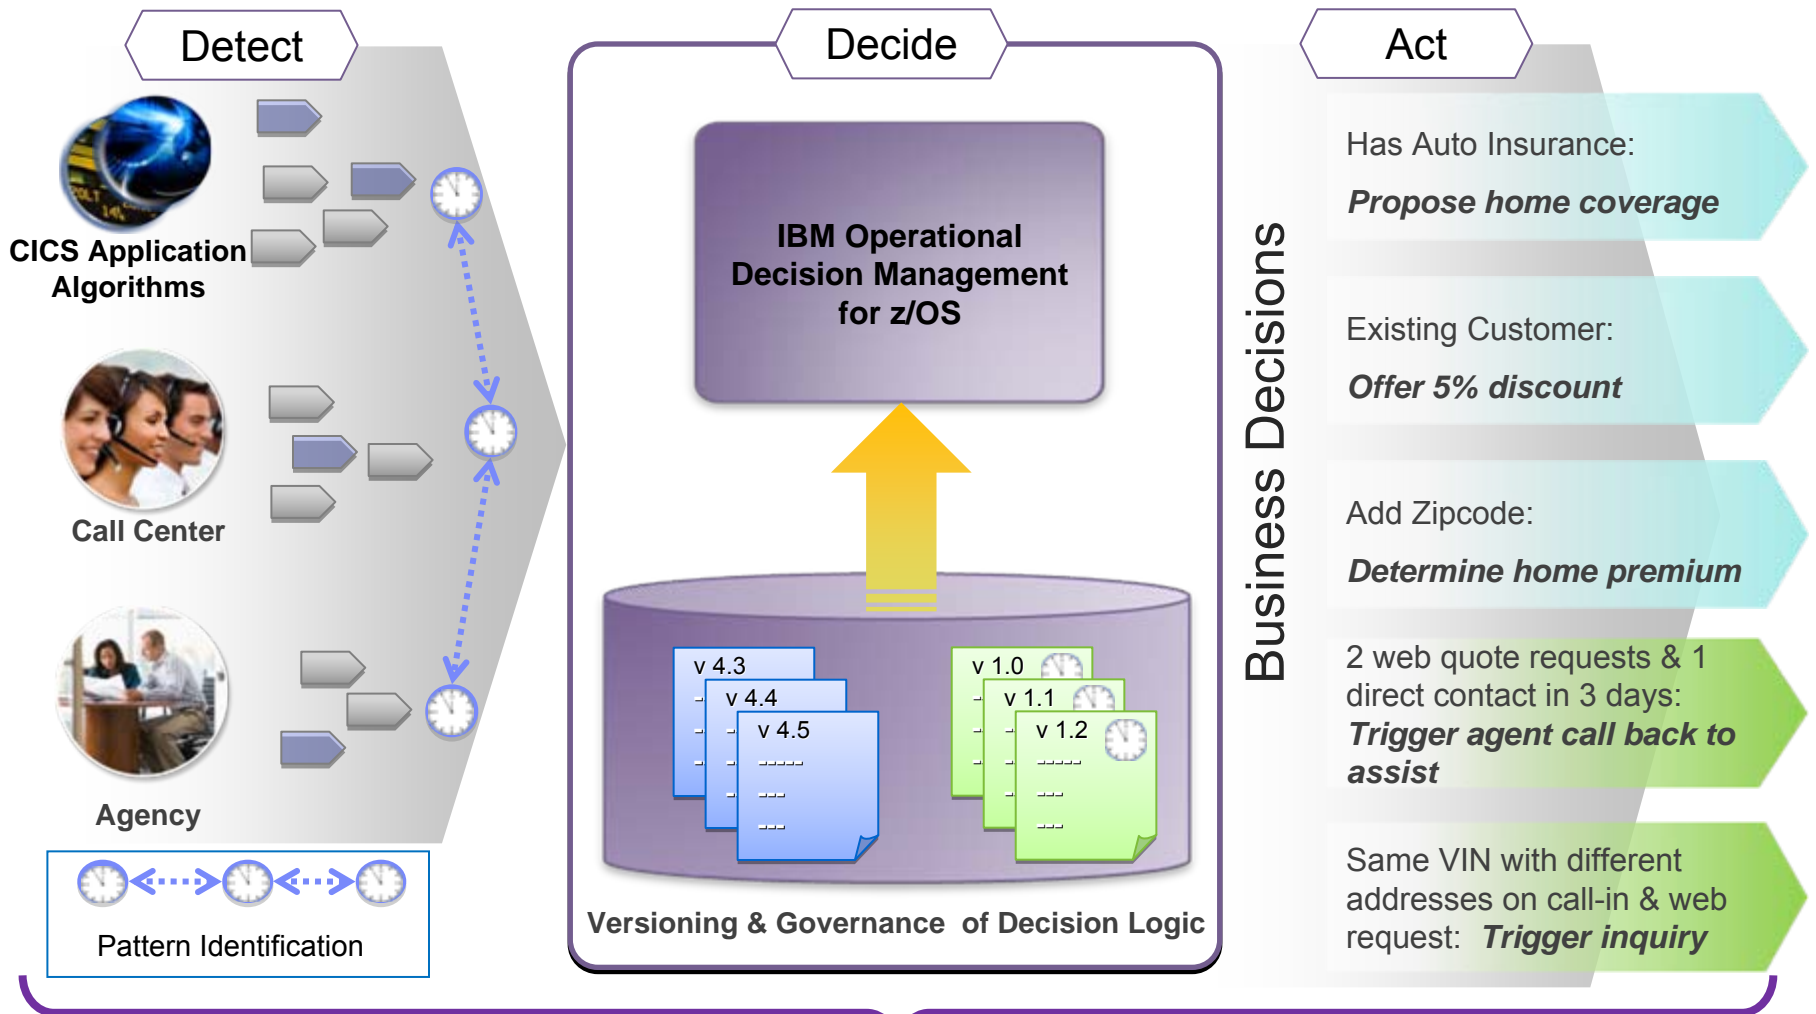 Detect
Decide
Act
CICS Application
Algorithms
Call Center
Agency
Pattern Identification
IBM Operational
Decision Management
for z/OS
v 4.3
v 4.4
v 4.5
v 1.0
v 1.1
v 1.2
Versioning & Governance of Decision Logic
Business Decisions
Has Auto Insurance:
Propose home coverage
Existing Customer:
Offer 5% discount
Add Zipcode:
Determine home premium
2 web quote requests & 1
direct contact in 3 days:
Trigger agent call back to
assist
Same VIN with different
addresses on call-in & web
request: Trigger inquiry